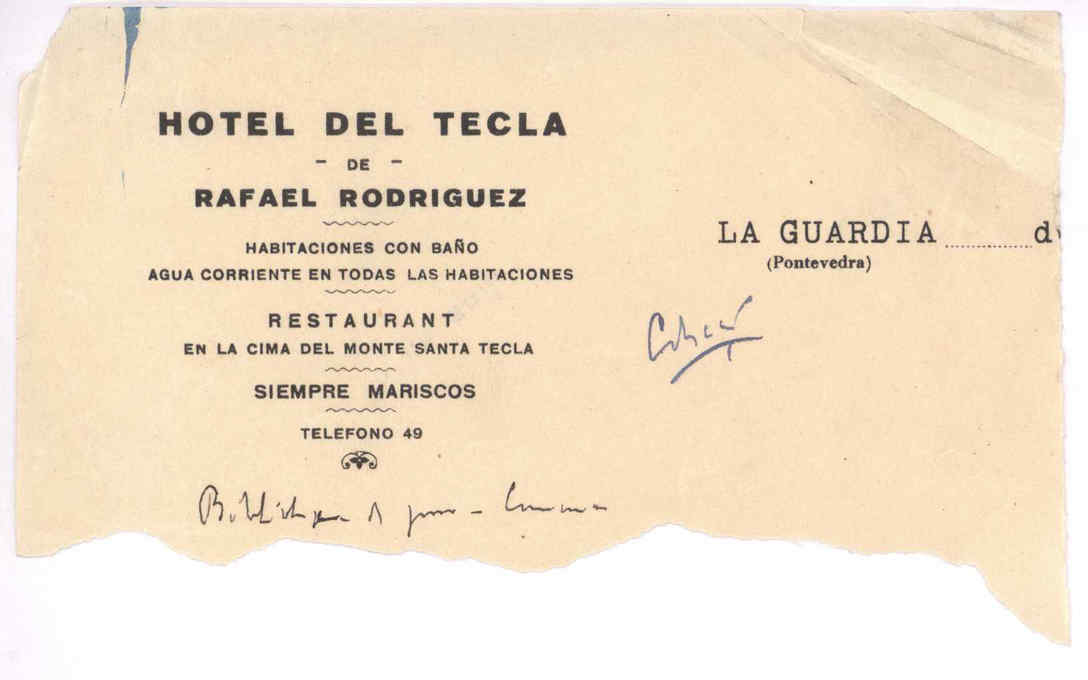 HOTEL DEL TECLA
- DE -
RAFAEL RODRIGUEZ
HABITACIONES CON BAÑO
AGUA CORRIENTE EN TODAS LAS HABITACIONES
RESTAURANT
EN LA CIMA DEL MONTE SANTA TECLA
SIEMPRE MARISCOS
TELEFONO 49
LA GUARDIA ............ d
(Pontevedra)